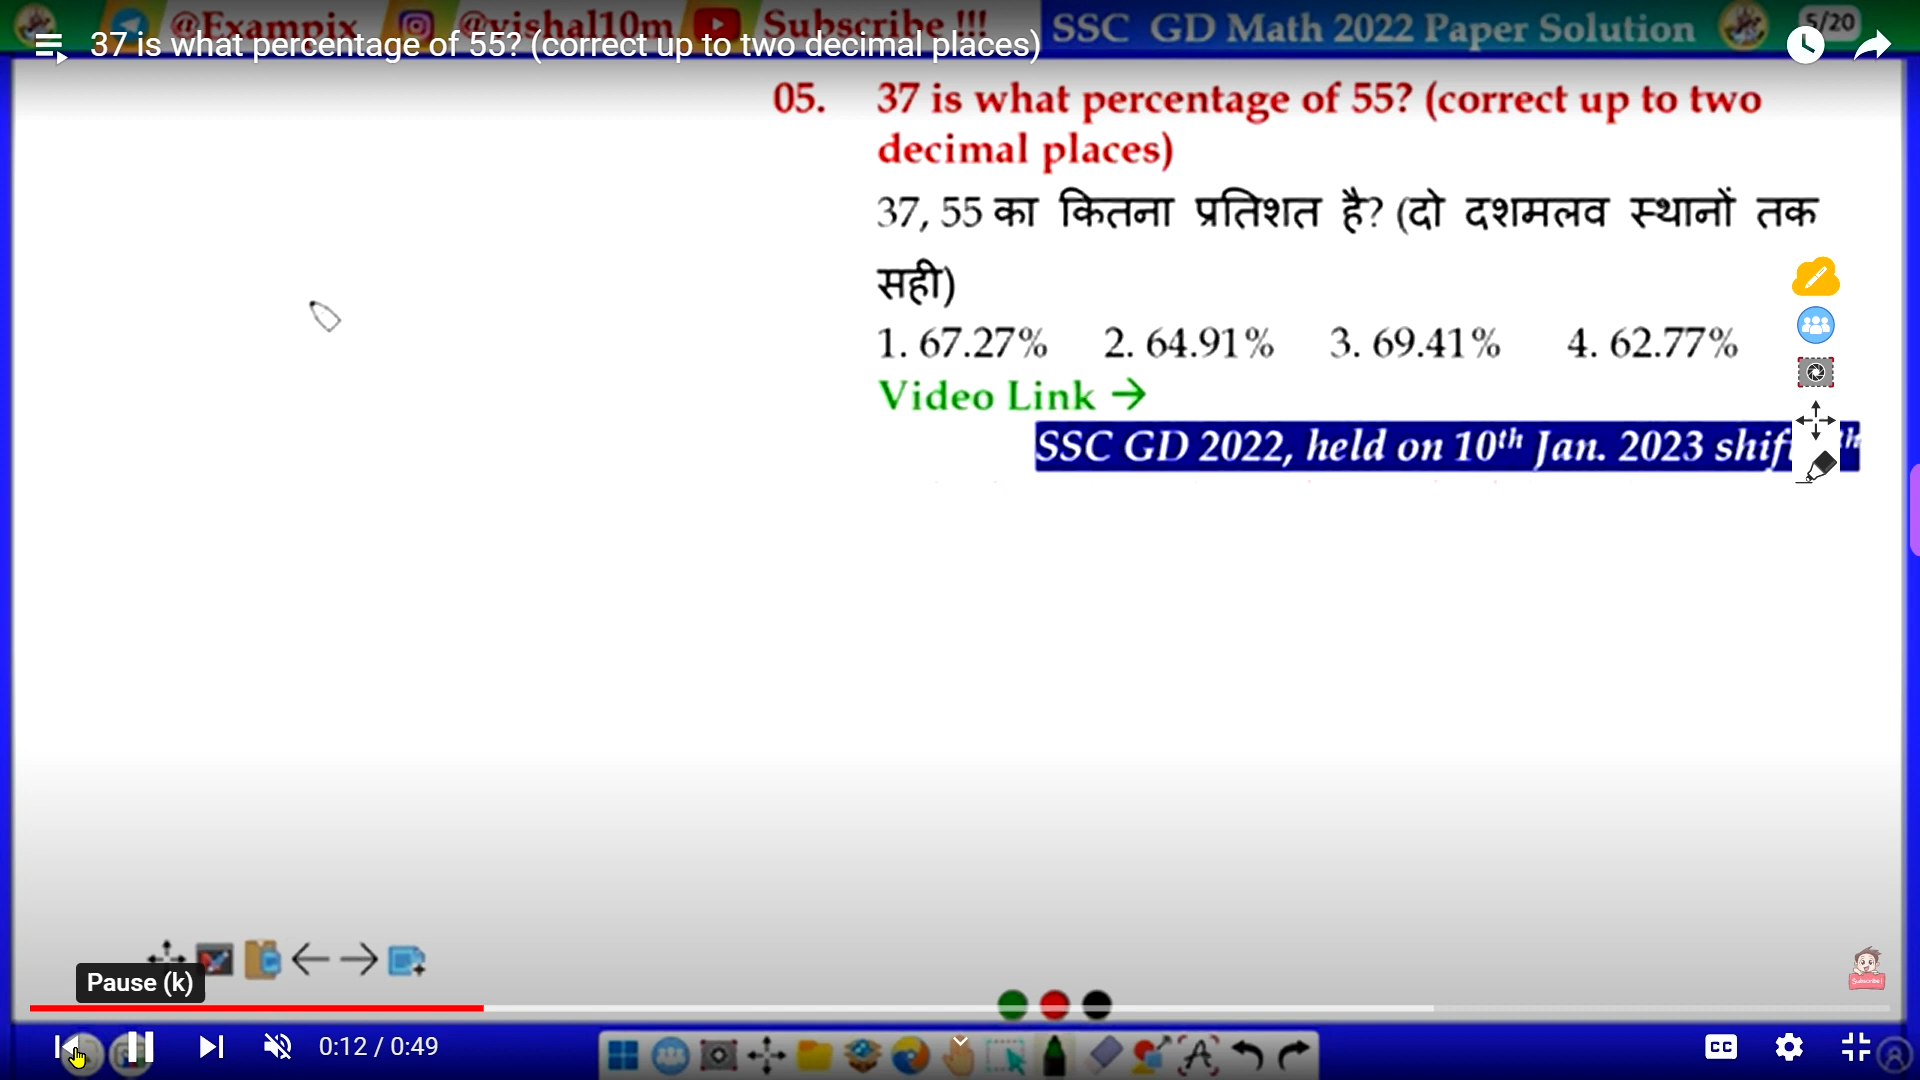 @Exampix @vishal10m Subscribe !!! SSC GD Math 2022 Paper Solution 5/20
37 is what percentage of 55? (correct up to two decimal places)
05. 37 is what percentage of 55? (correct up to two
decimal places)
37, 55 का कितना प्रतिशत है? (दो दशमलव स्थानों तक
सही)
1. 67.27% 2. 64.91% 3. 69.41% 4. 62.77%
Video Link →
SSC GD 2022, held on 10th Jan. 2023 shif
Pause (k)
Subscribe!
0:12 / 0:49
CC